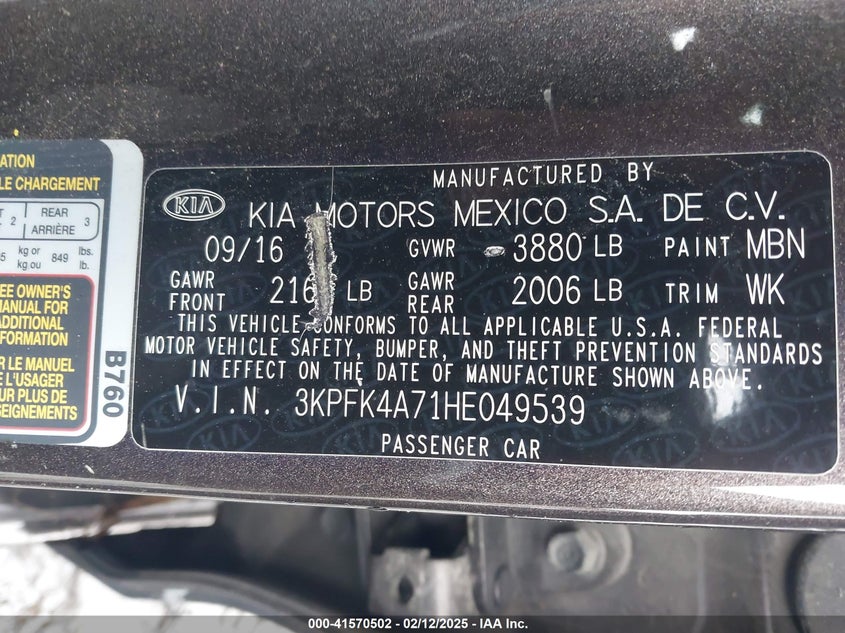 ATION
LE CHARGEMENT
2 REAR ARRIÈRE 3
kg or kg ou 849 lbs. lb.
EE OWNER'S
MANUAL FOR
ADDITIONAL
INFORMATION
R LE MANUEL
E L'USAGER
UR PLUS DE
SEIGNEMENTS
B760
MANUFACTURED BY
KIA
KIA MOTORS MEXICO S.A. DE C.V.
09/16 GVWR 3880 LB PAINT MBN
GAWR FRONT 216 LB GAWR REAR 2006 LB TRIM WK
THIS VEHICLE CONFORMS TO ALL APPLICABLE U.S.A. FEDERAL
MOTOR VEHICLE SAFETY, BUMPER, AND THEFT PREVENTION STANDARDS
IN EFFECT ON THE DATE OF MANUFACTURE SHOWN ABOVE.
V.I.N. 3KPFK4A71HE049539
PASSENGER CAR
000-41570502 - 02/12/2025 - IAA Inc.